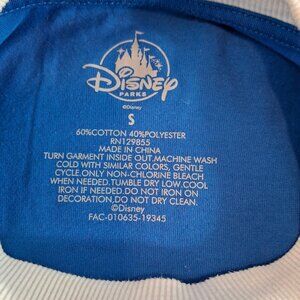 Disney
PARKS
©Disney
S
60%COTTON 40%POLYESTER
RN129855
MADE IN CHINA
TURN GARMENT INSIDE OUT.MACHINE WASH
COLD WITH SIMILAR COLORS, GENTLE
CYCLE.ONLY NON-CHLORINE BLEACH
WHEN NEEDED.TUMBLE DRY LOW.COOL
IRON IF NEEDED.DO NOT IRON ON
DECORATION,DO NOT DRY CLEAN.
©Disney
FAC-010635-19345